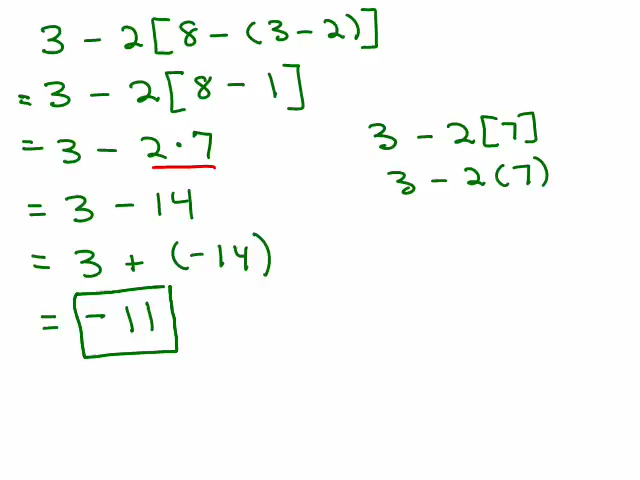 3 - 2[8 - (3 - 2)]
= 3 - 2[8 - 1]
= 3 - 2 · 7
= 3 - 14
= 3 + (-14)
= -11
3 - 2[7]
3 - 2(7)